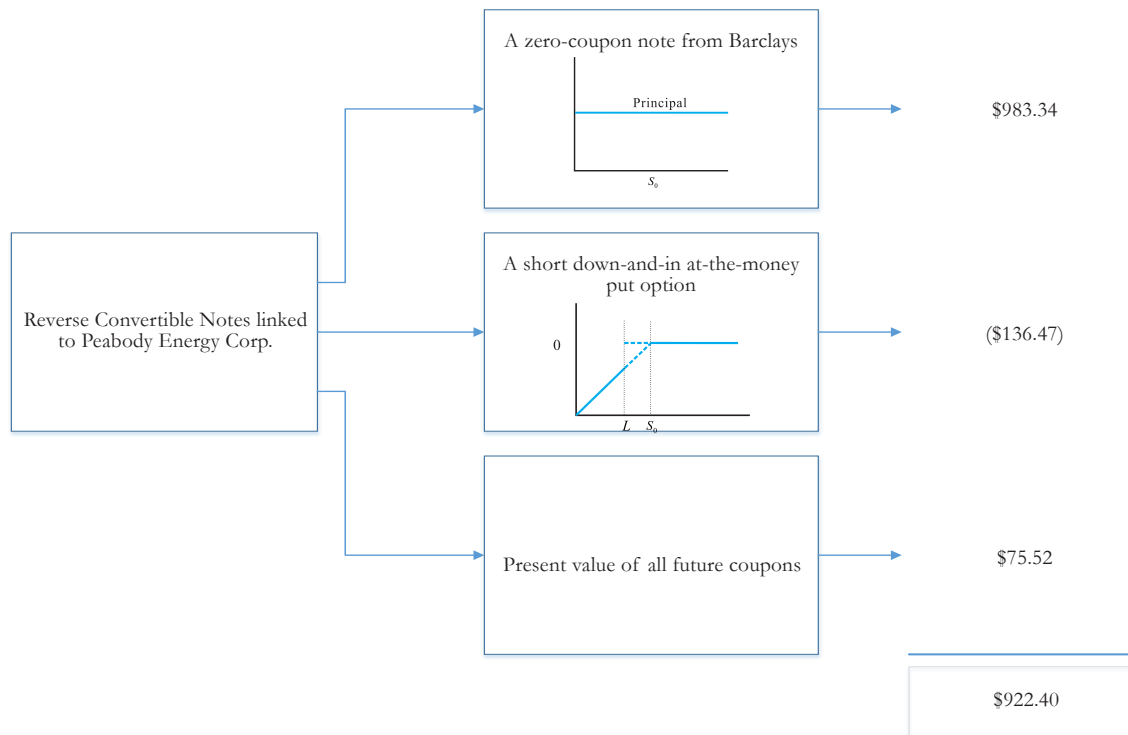 A zero-coupon note from Barclays
Principal
S₀
$983.34
Reverse Convertible Notes linked
to Peabody Energy Corp.
A short down-and-in at-the-money
put option
0
L S₀
($136.47)
Present value of all future coupons
$75.52
$922.40